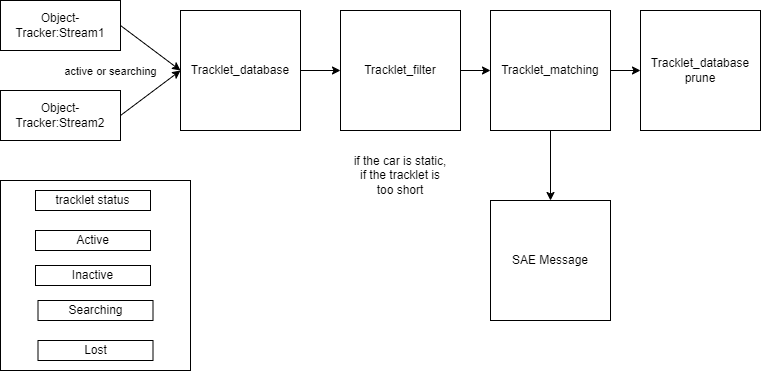 Object-
Tracker:Stream1
active or searching
Object-
Tracker:Stream2
Tracklet_database
Tracklet_filter
Tracklet_matching
Tracklet_database
prune
if the car is static,
if the tracklet is
too short
SAE Message
tracklet status
Active
Inactive
Searching
Lost